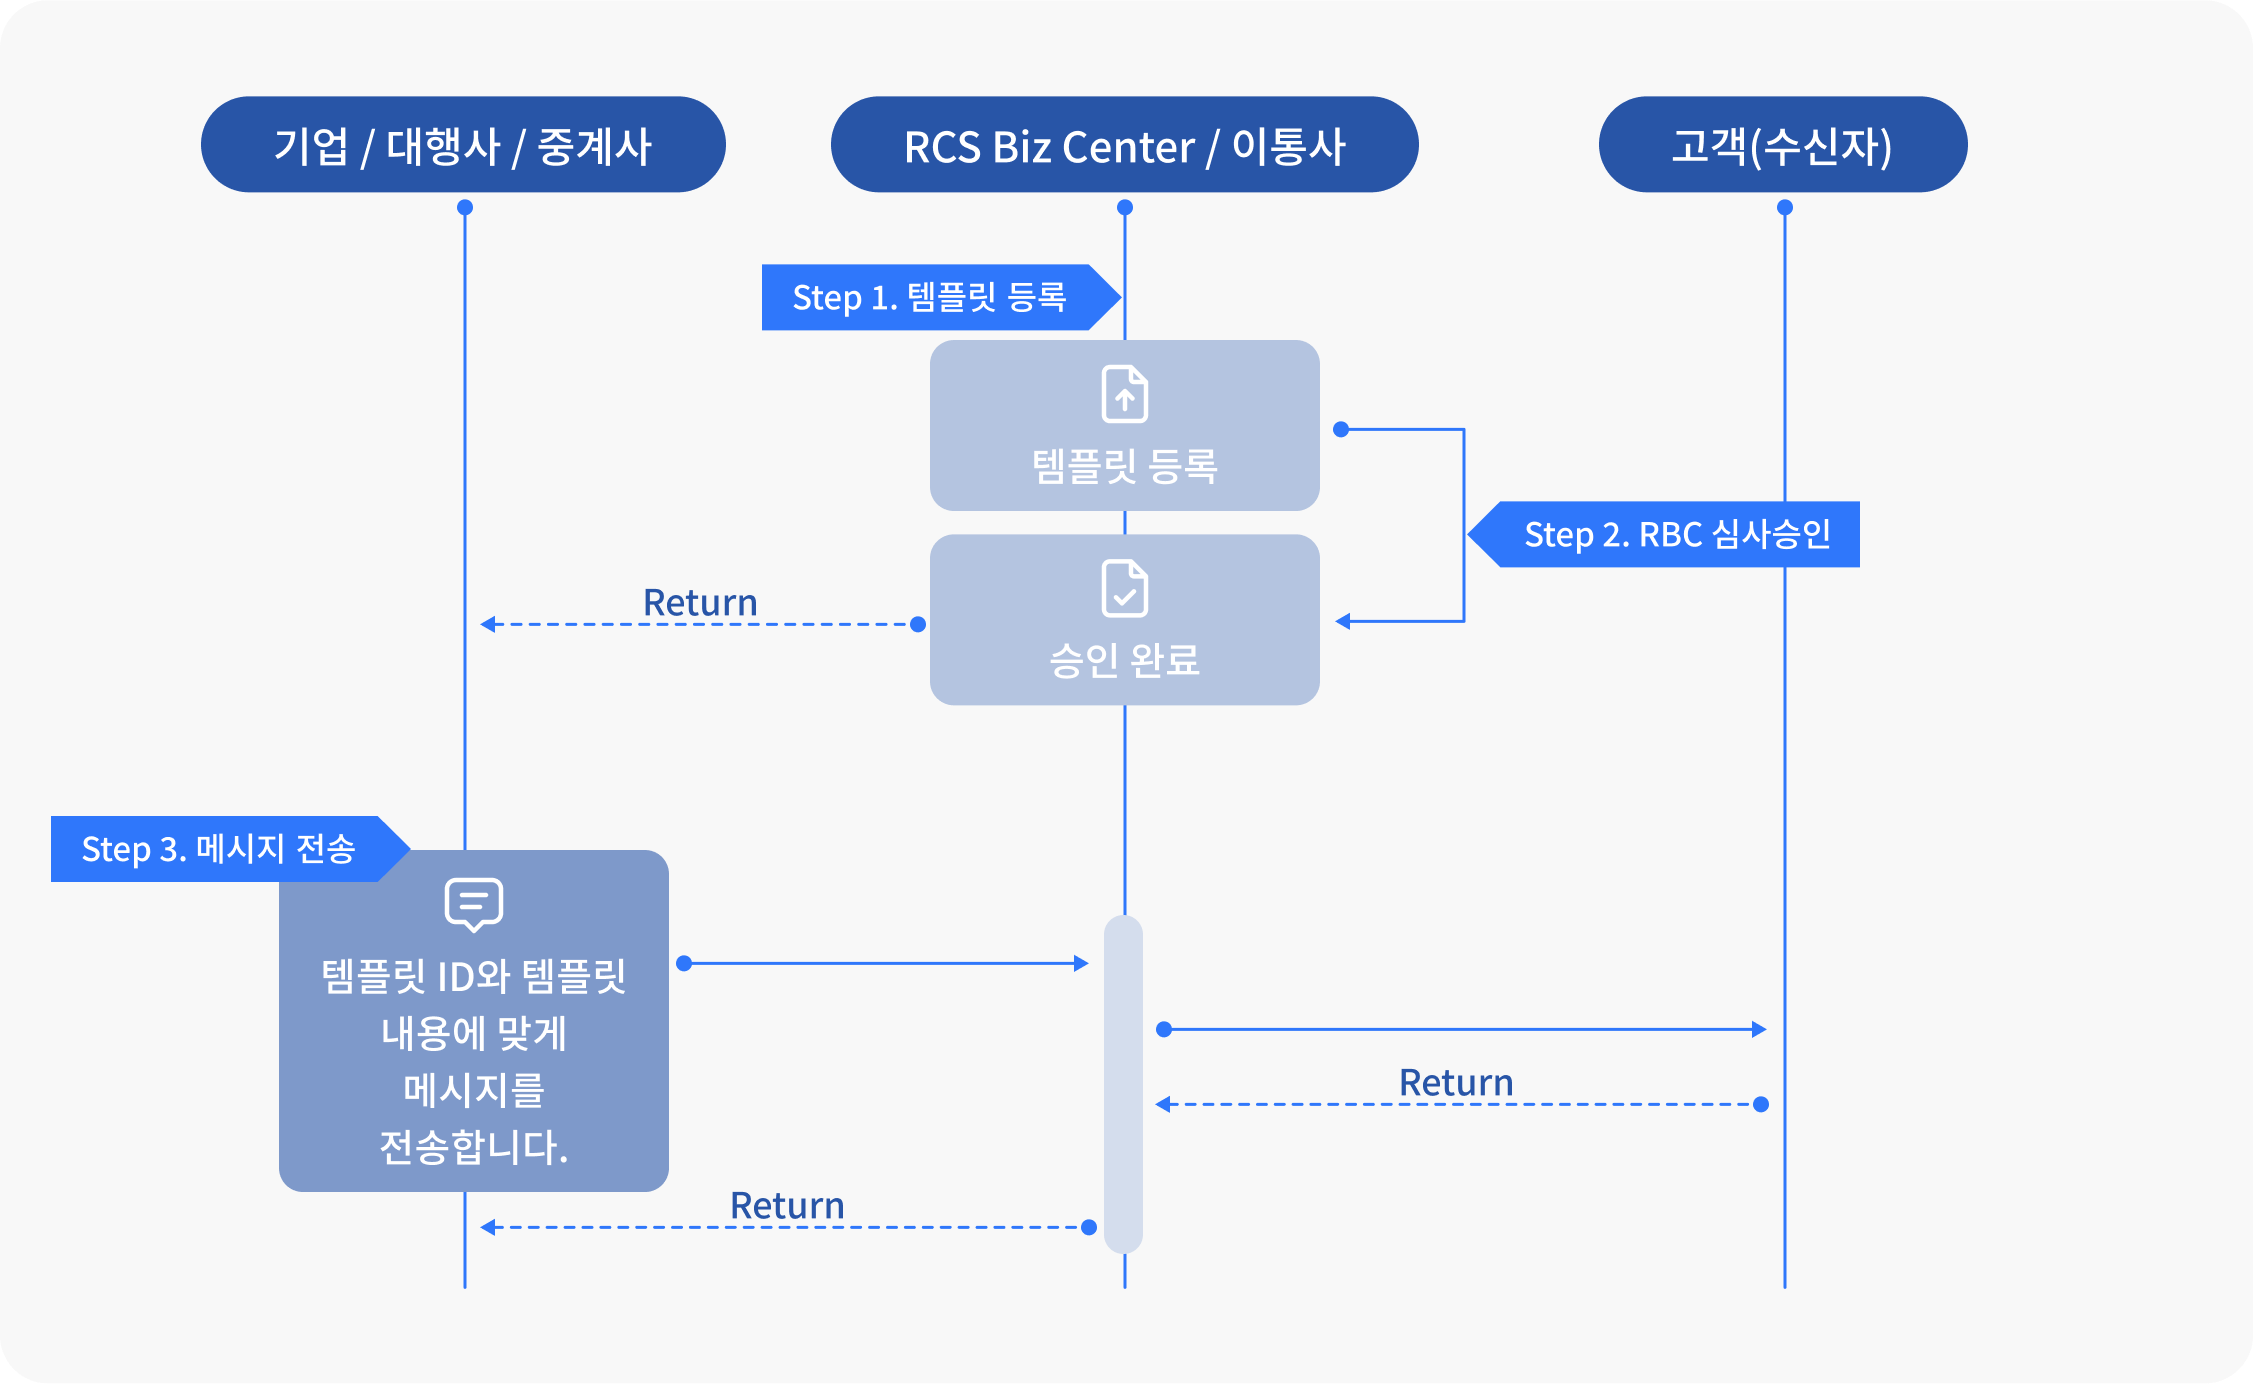 기업 / 대행사 / 중계사
RCS Biz Center / 이통사
고객(수신자)
Step 1. 템플릿 등록
템플릿 등록
Step 2. RBC 심사승인
Return
승인 완료
Step 3. 메시지 전송
템플릿 ID와 템플릿
내용에 맞게
메시지를
전송합니다.
Return
Return